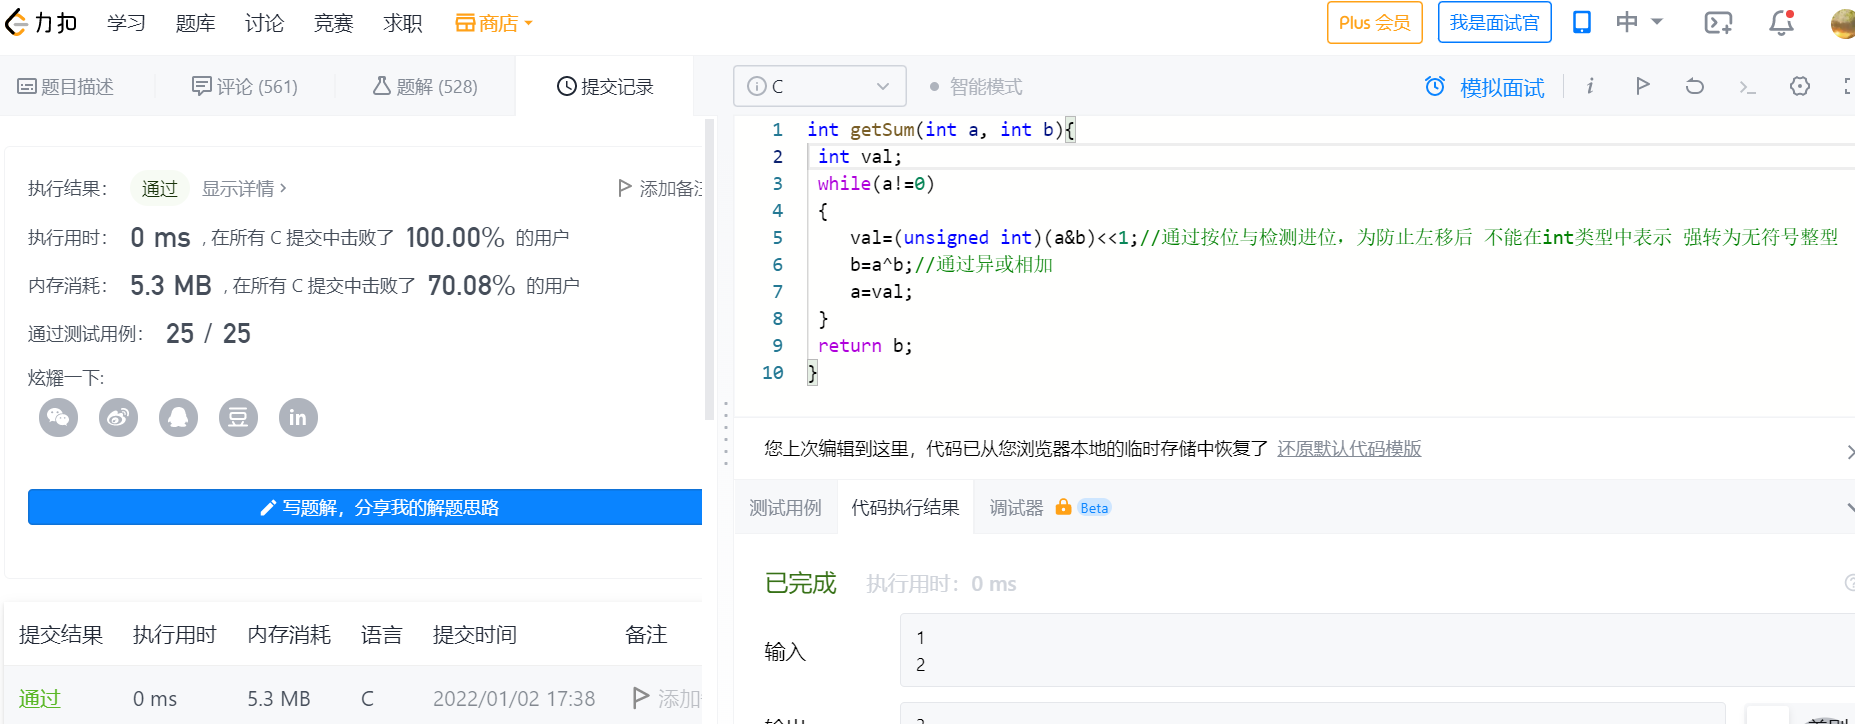 力扣 学习 题库 讨论 竞赛 求职 商店 Plus 会员 我是面试官 中
题目描述 评论 (561) 题解 (528) 提交记录
C 智能模式 模拟面试 i
执行结果： 通过 显示详情 > 添加备注
执行用时： 0 ms , 在所有 C 提交中击败了 100.00% 的用户
内存消耗： 5.3 MB , 在所有 C 提交中击败了 70.08% 的用户
通过测试用例： 25 / 25
炫耀一下:
豆 in
写题解，分享我的解题思路
提交结果 执行用时 内存消耗 语言 提交时间 备注
通过 0 ms 5.3 MB C 2022/01/02 17:38 添加
1 int getSum(int a, int b){
2 int val;
3 while(a!=0)
4 {
5 val=(unsigned int)(a&b)<<1;//通过按位与检测进位，为防止左移后 不能在int类型中表示 强转为无符号整型
6 b=a^b;//通过异或相加
7 a=val;
8 }
9 return b;
10 }
您上次编辑到这里，代码已从您浏览器本地的临时存储中恢复了 还原默认代码模版
测试用例 代码执行结果 调试器 Beta
已完成 执行用时：0 ms
输入
1
2